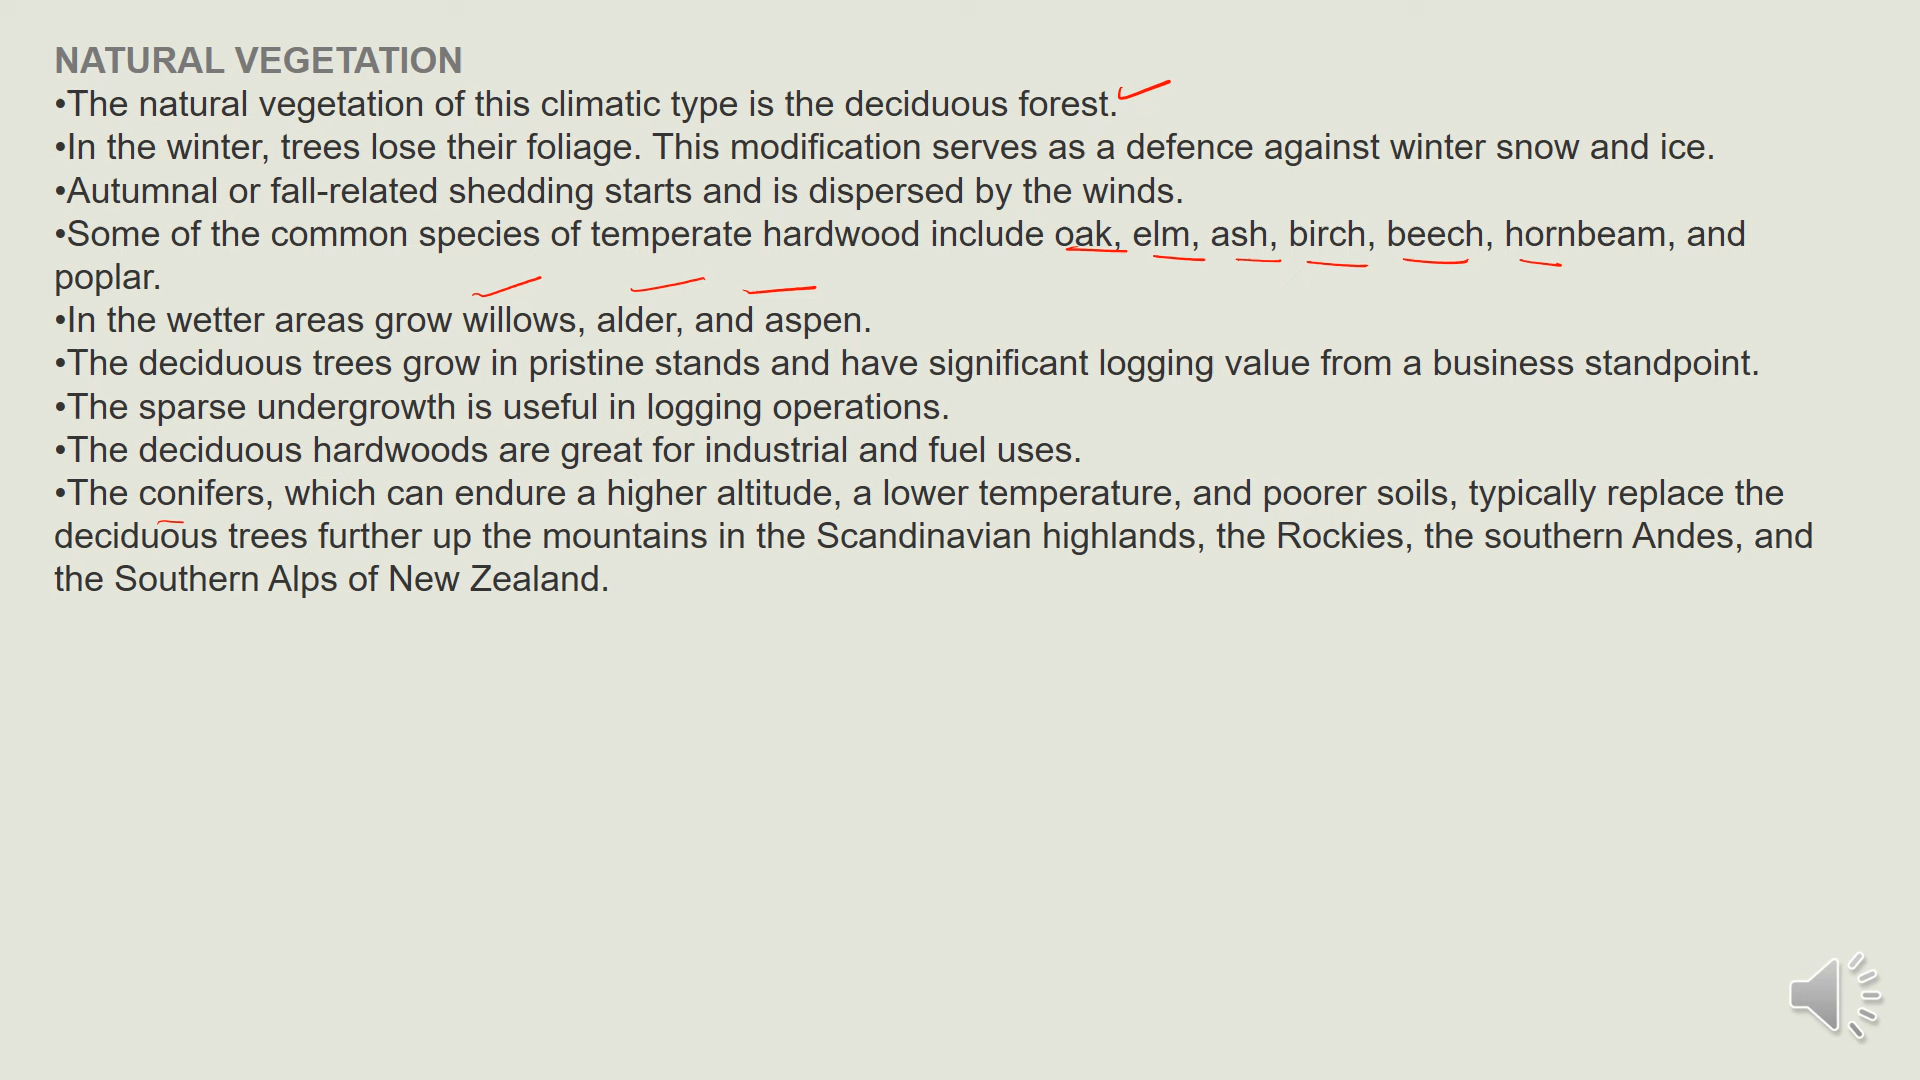 NATURAL VEGETATION
•The natural vegetation of this climatic type is the deciduous forest.
•In the winter, trees lose their foliage. This modification serves as a defence against winter snow and ice.
•Autumnal or fall-related shedding starts and is dispersed by the winds.
•Some of the common species of temperate hardwood include oak, elm, ash, birch, beech, hornbeam, and
poplar.
•In the wetter areas grow willows, alder, and aspen.
•The deciduous trees grow in pristine stands and have significant logging value from a business standpoint.
•The sparse undergrowth is useful in logging operations.
•The deciduous hardwoods are great for industrial and fuel uses.
•The conifers, which can endure a higher altitude, a lower temperature, and poorer soils, typically replace the
deciduous trees further up the mountains in the Scandinavian highlands, the Rockies, the southern Andes, and
the Southern Alps of New Zealand.